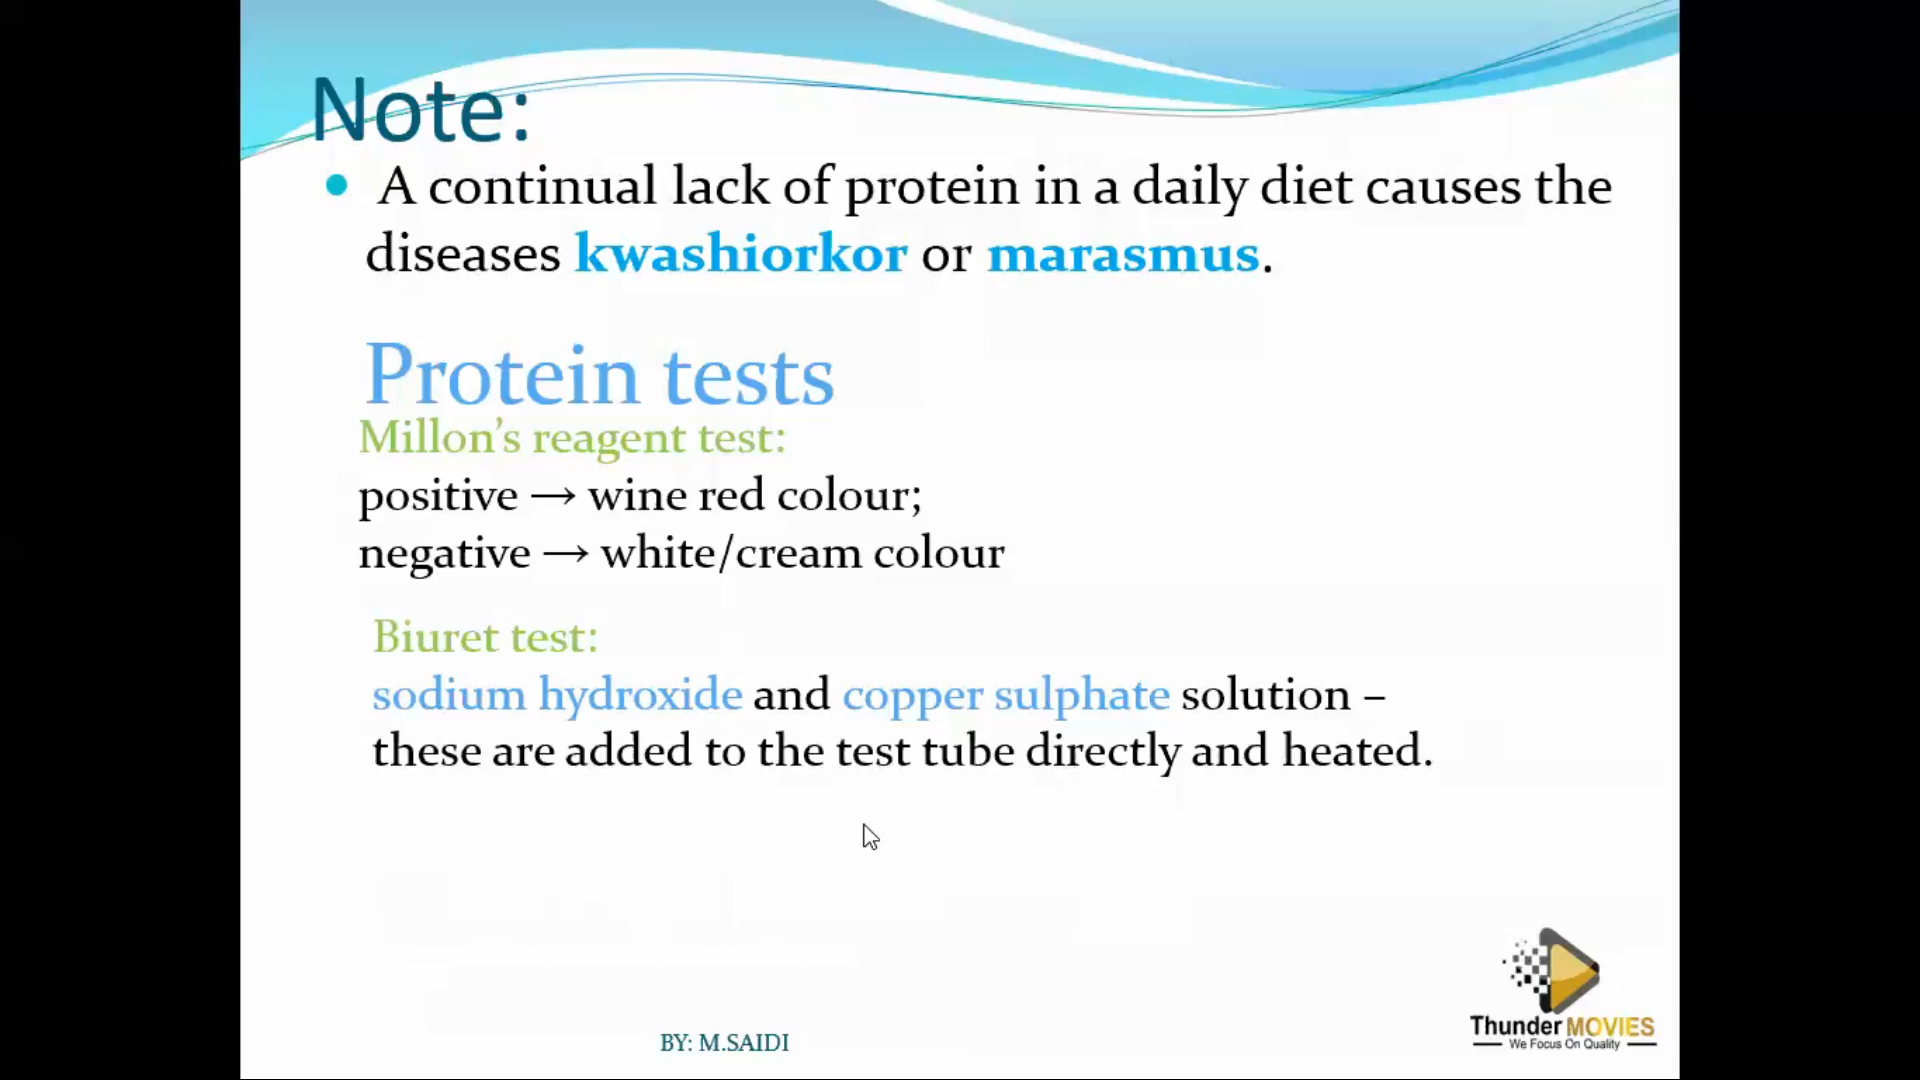 Note:
• A continual lack of protein in a daily diet causes the
diseases kwashiorkor or marasmus.
Protein tests
Millon’s reagent test:
positive → wine red colour;
negative → white/cream colour
Biuret test:
sodium hydroxide and copper sulphate solution –
these are added to the test tube directly and heated.
BY: M.SAIDI
Thunder MOVIES
We Focus On Quality